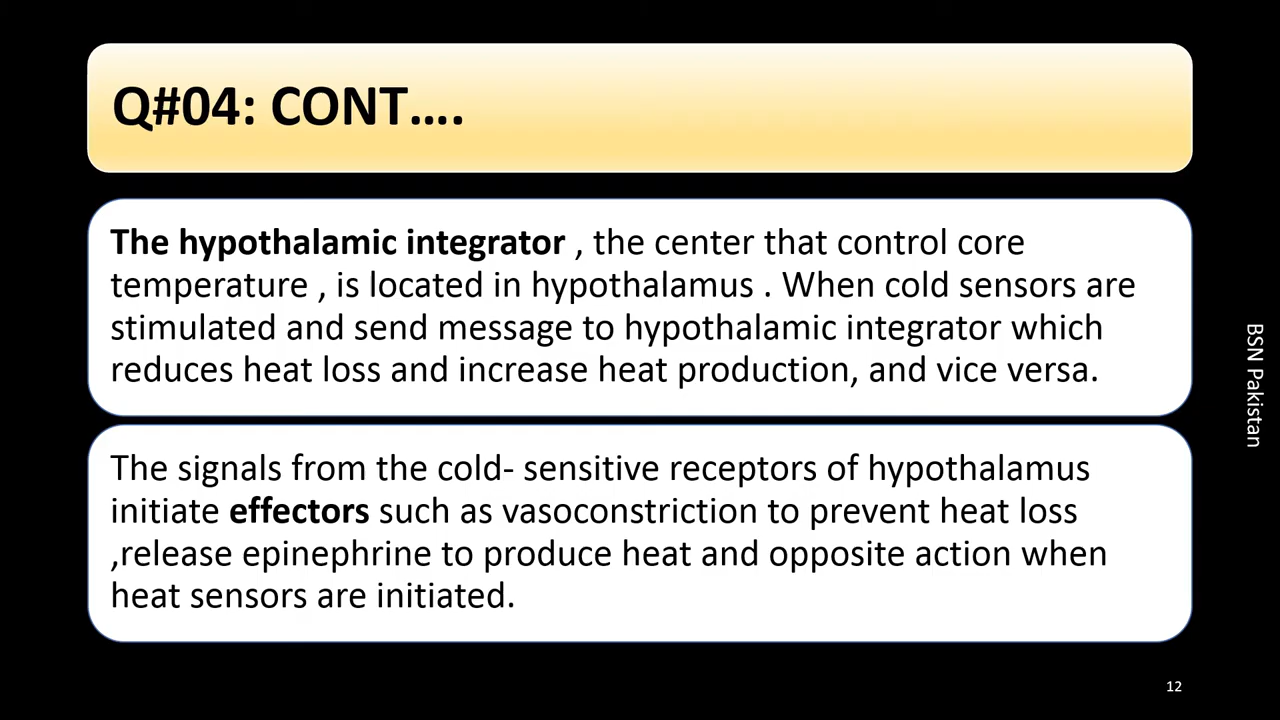 Q#04: CONT….
The hypothalamic integrator , the center that control core
temperature , is located in hypothalamus . When cold sensors are
stimulated and send message to hypothalamic integrator which
reduces heat loss and increase heat production, and vice versa.
The signals from the cold- sensitive receptors of hypothalamus
initiate effectors such as vasoconstriction to prevent heat loss
,release epinephrine to produce heat and opposite action when
heat sensors are initiated.
BSN Pakistan
12